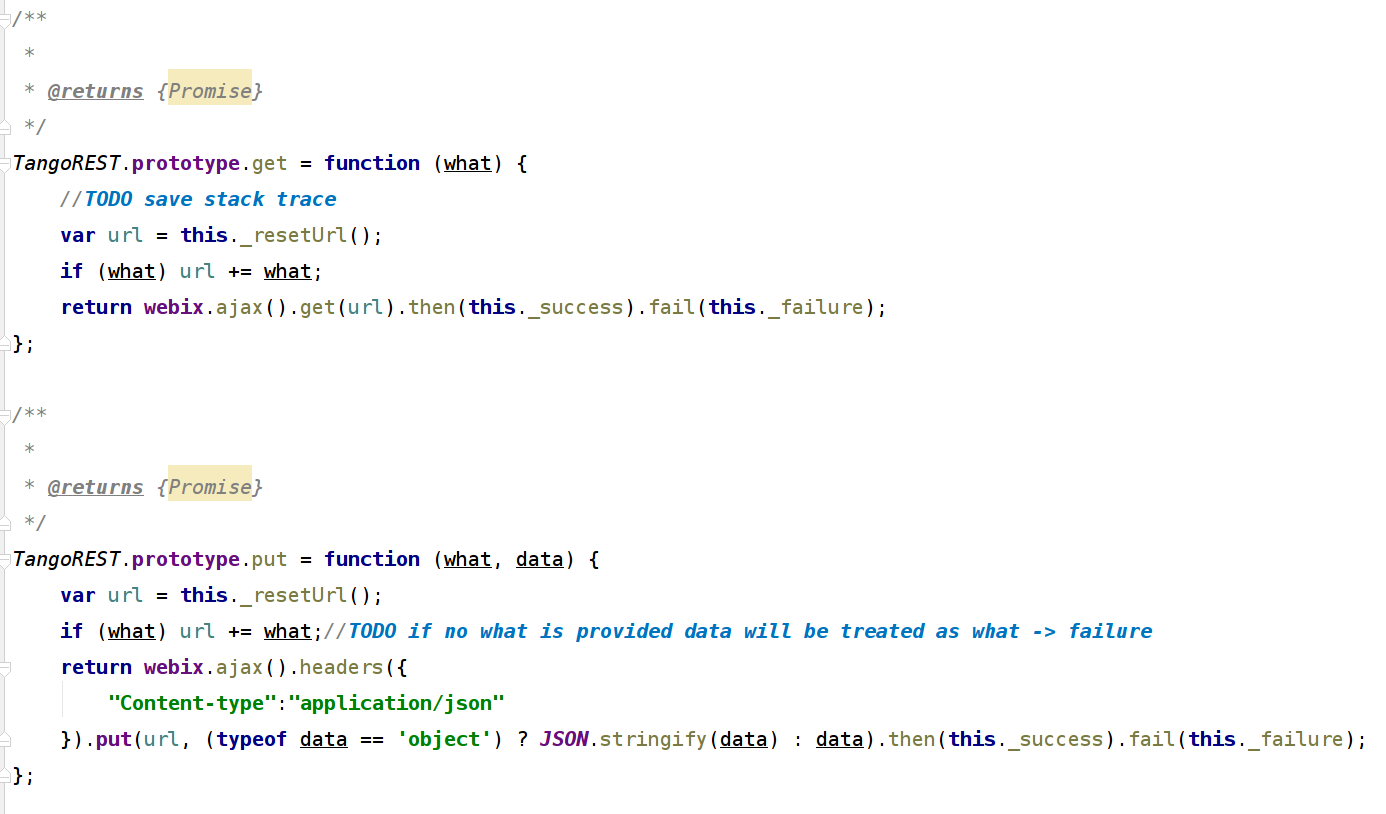 /**
 *
 * @returns {Promise}
 */
TangoREST.prototype.get = function (what) {
    //TODO save stack trace
    var url = this._resetUrl();
    if (what) url += what;
    return webix.ajax().get(url).then(this._success).fail(this._failure);
};

/**
 *
 * @returns {Promise}
 */
TangoREST.prototype.put = function (what, data) {
    var url = this._resetUrl();
    if (what) url += what;//TODO if no what is provided data will be treated as what -> failure
    return webix.ajax().headers({
        "Content-type":"application/json"
    }).put(url, (typeof data == 'object') ? JSON.stringify(data) : data).then(this._success).fail(this._failure);
};